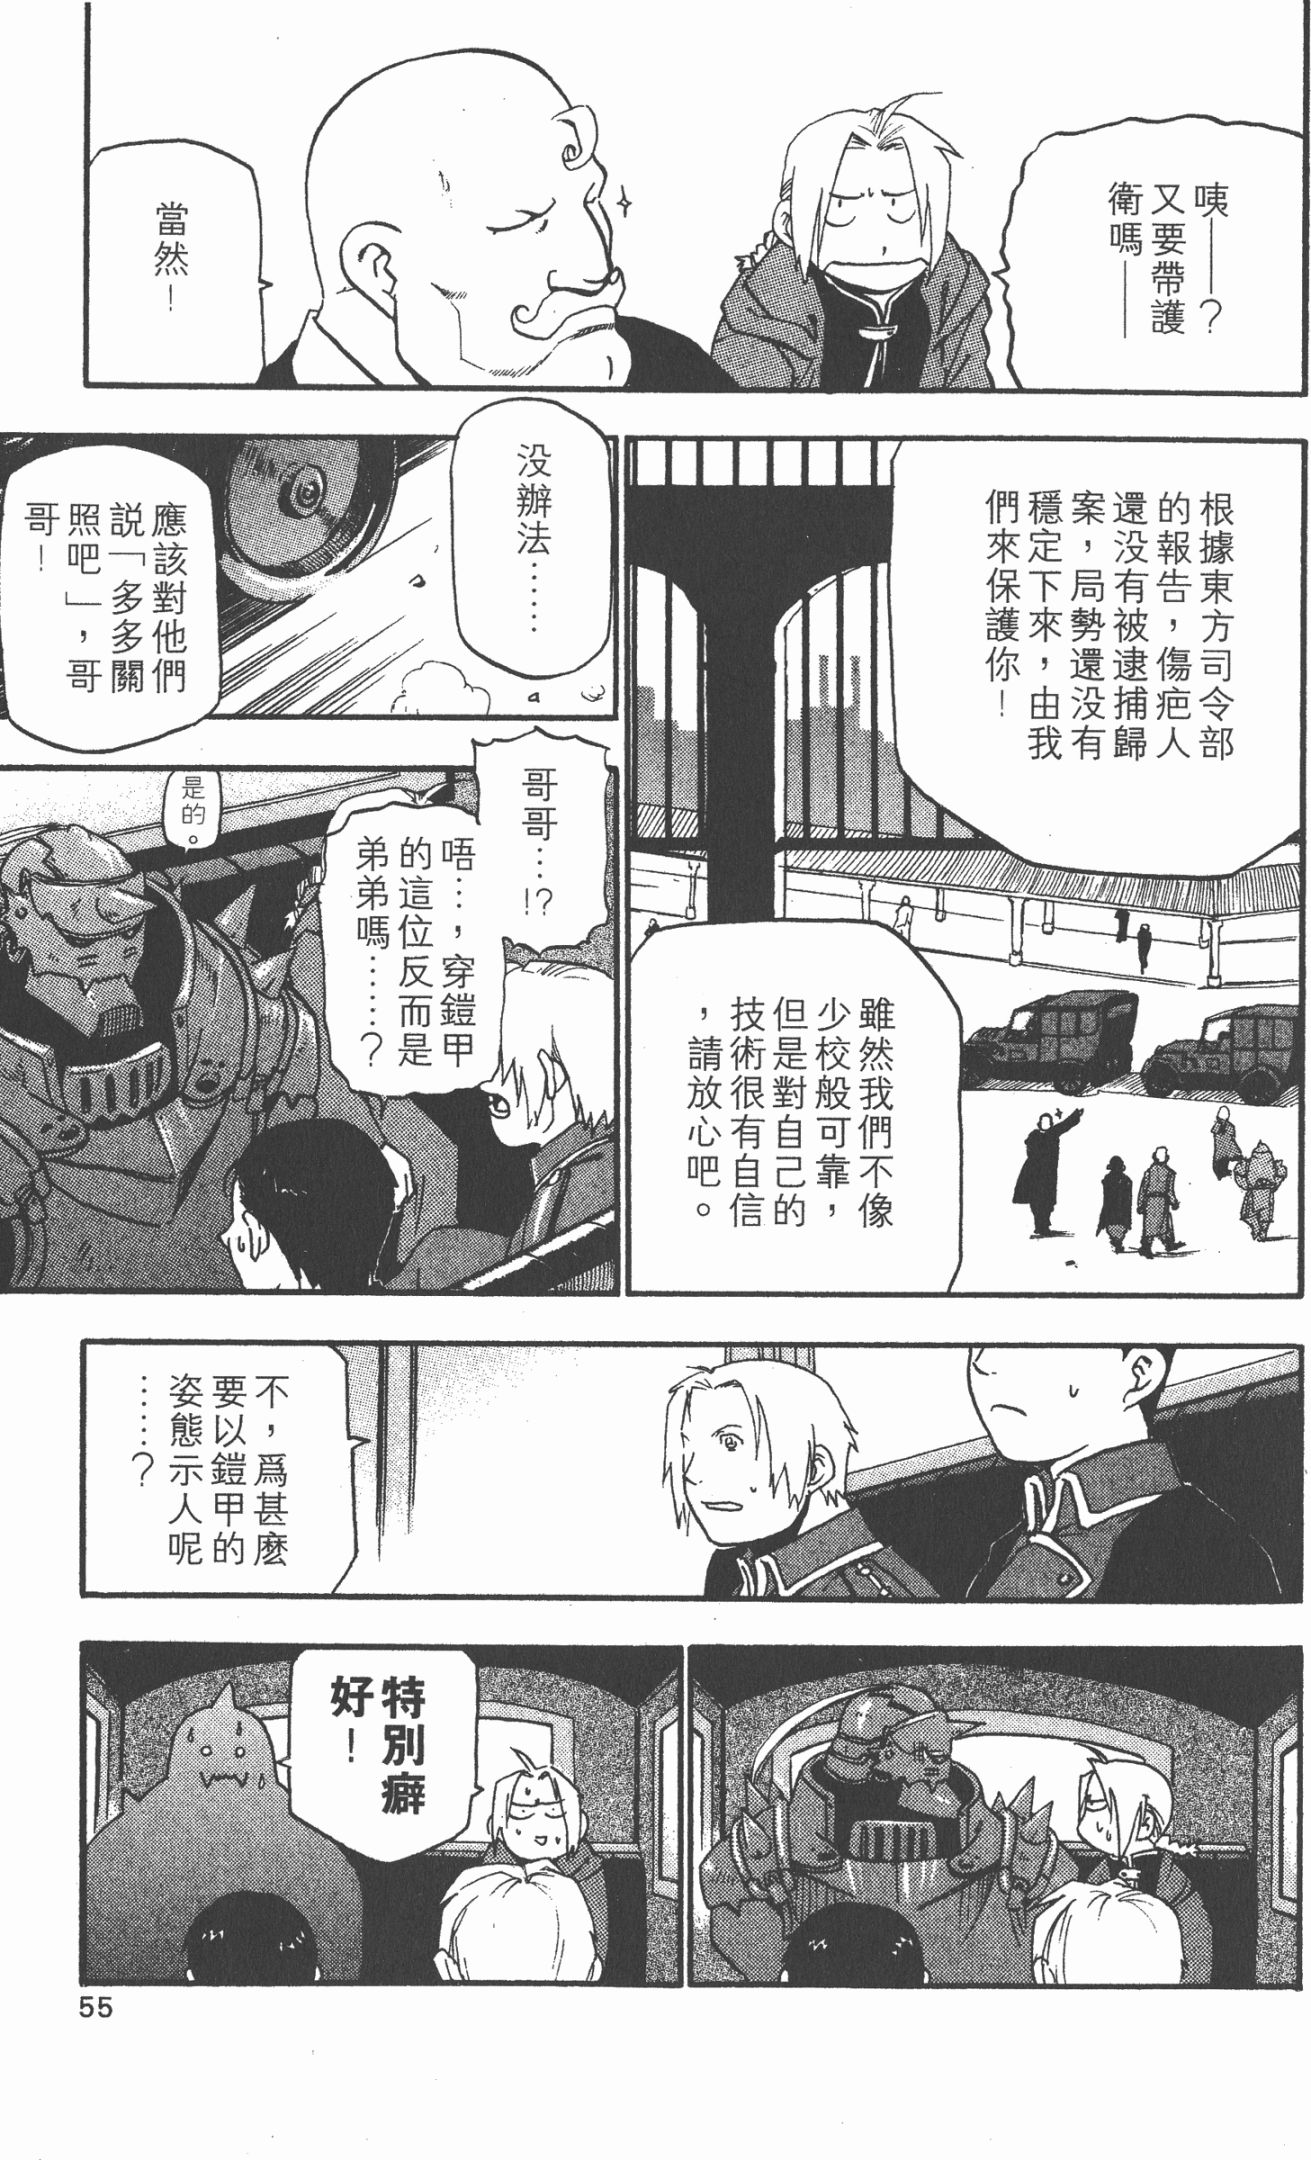 咦——？
又要帶護
衛嗎——
當然！
根據東方司令部
的報告，傷疤人
還没有被逮捕歸
案，局勢還没有
穩定下來，由我
們來保護你！
雖然我們不像
少校般可靠，
但是對自己的
技術很有自信
，請放心吧。
没辦法……
應該對他們
説「多多關
照吧」，哥
哥！
是的。
哥哥…!?
唔…，穿鎧甲
的這位反而是
弟弟嗎……？
不，爲甚麽
要以鎧甲的
姿態示人呢
……？
特別癖
好！
55